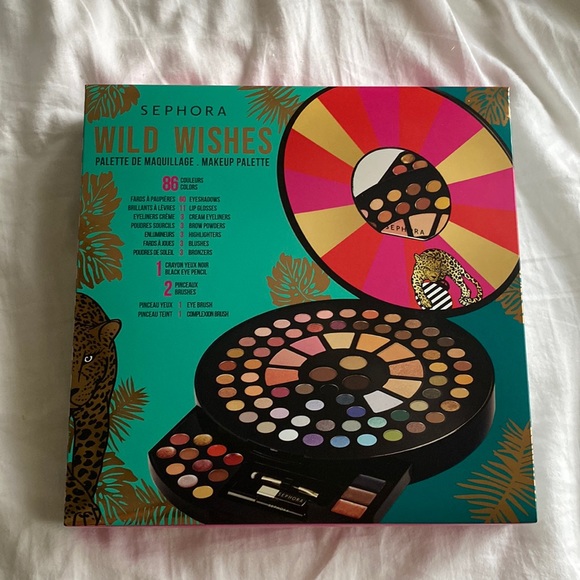 SEPHORA
WILD WISHES
PALETTE DE MAQUILLAGE . MAKEUP PALETTE
86 COULEURS
COLORS
FARDS À PAUPIÈRES 60 EYESHADOWS
BRILLANTS À LÈVRES 11 LIP GLOSSES
EYELINERS CRÈME 3 CREAM EYELINERS
POUDRES SOURCILS 3 BROW POWDERS
ENLUMINEURS 3 HIGHLIGHTERS
FARDS À JOUES 3 BLUSHES
POUDRES DE SOLEIL 3 BRONZERS
1 CRAYON YEUX NOIR
BLACK EYE PENCIL
2 PINCEAUX
BRUSHES
PINCEAU YEUX 1 EYE BRUSH
PINCEAU TEINT 1 COMPLEXION BRUSH
SEPHORA
SEPHORA